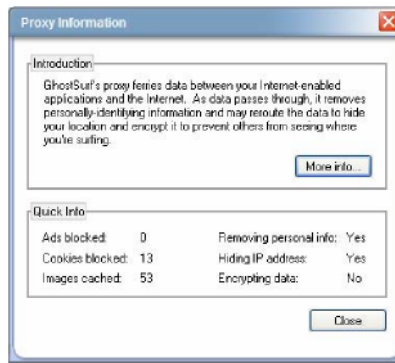 Proxy Information
Introduction
GhostSurf's proxy ferries data between your Internet-enabled
applications and the Internet. As data passes through, it removes
personally-identifying information and may reroute the data to hide
your location and encrypt it to prevent others from seeing where
you're surfing.
More info...
Quick Info
Ads blocked: 0 Removing personal info: Yes
Cookies blocked: 13 Hiding IP address: Yes
Images cached: 53 Encrypting data: No
Close